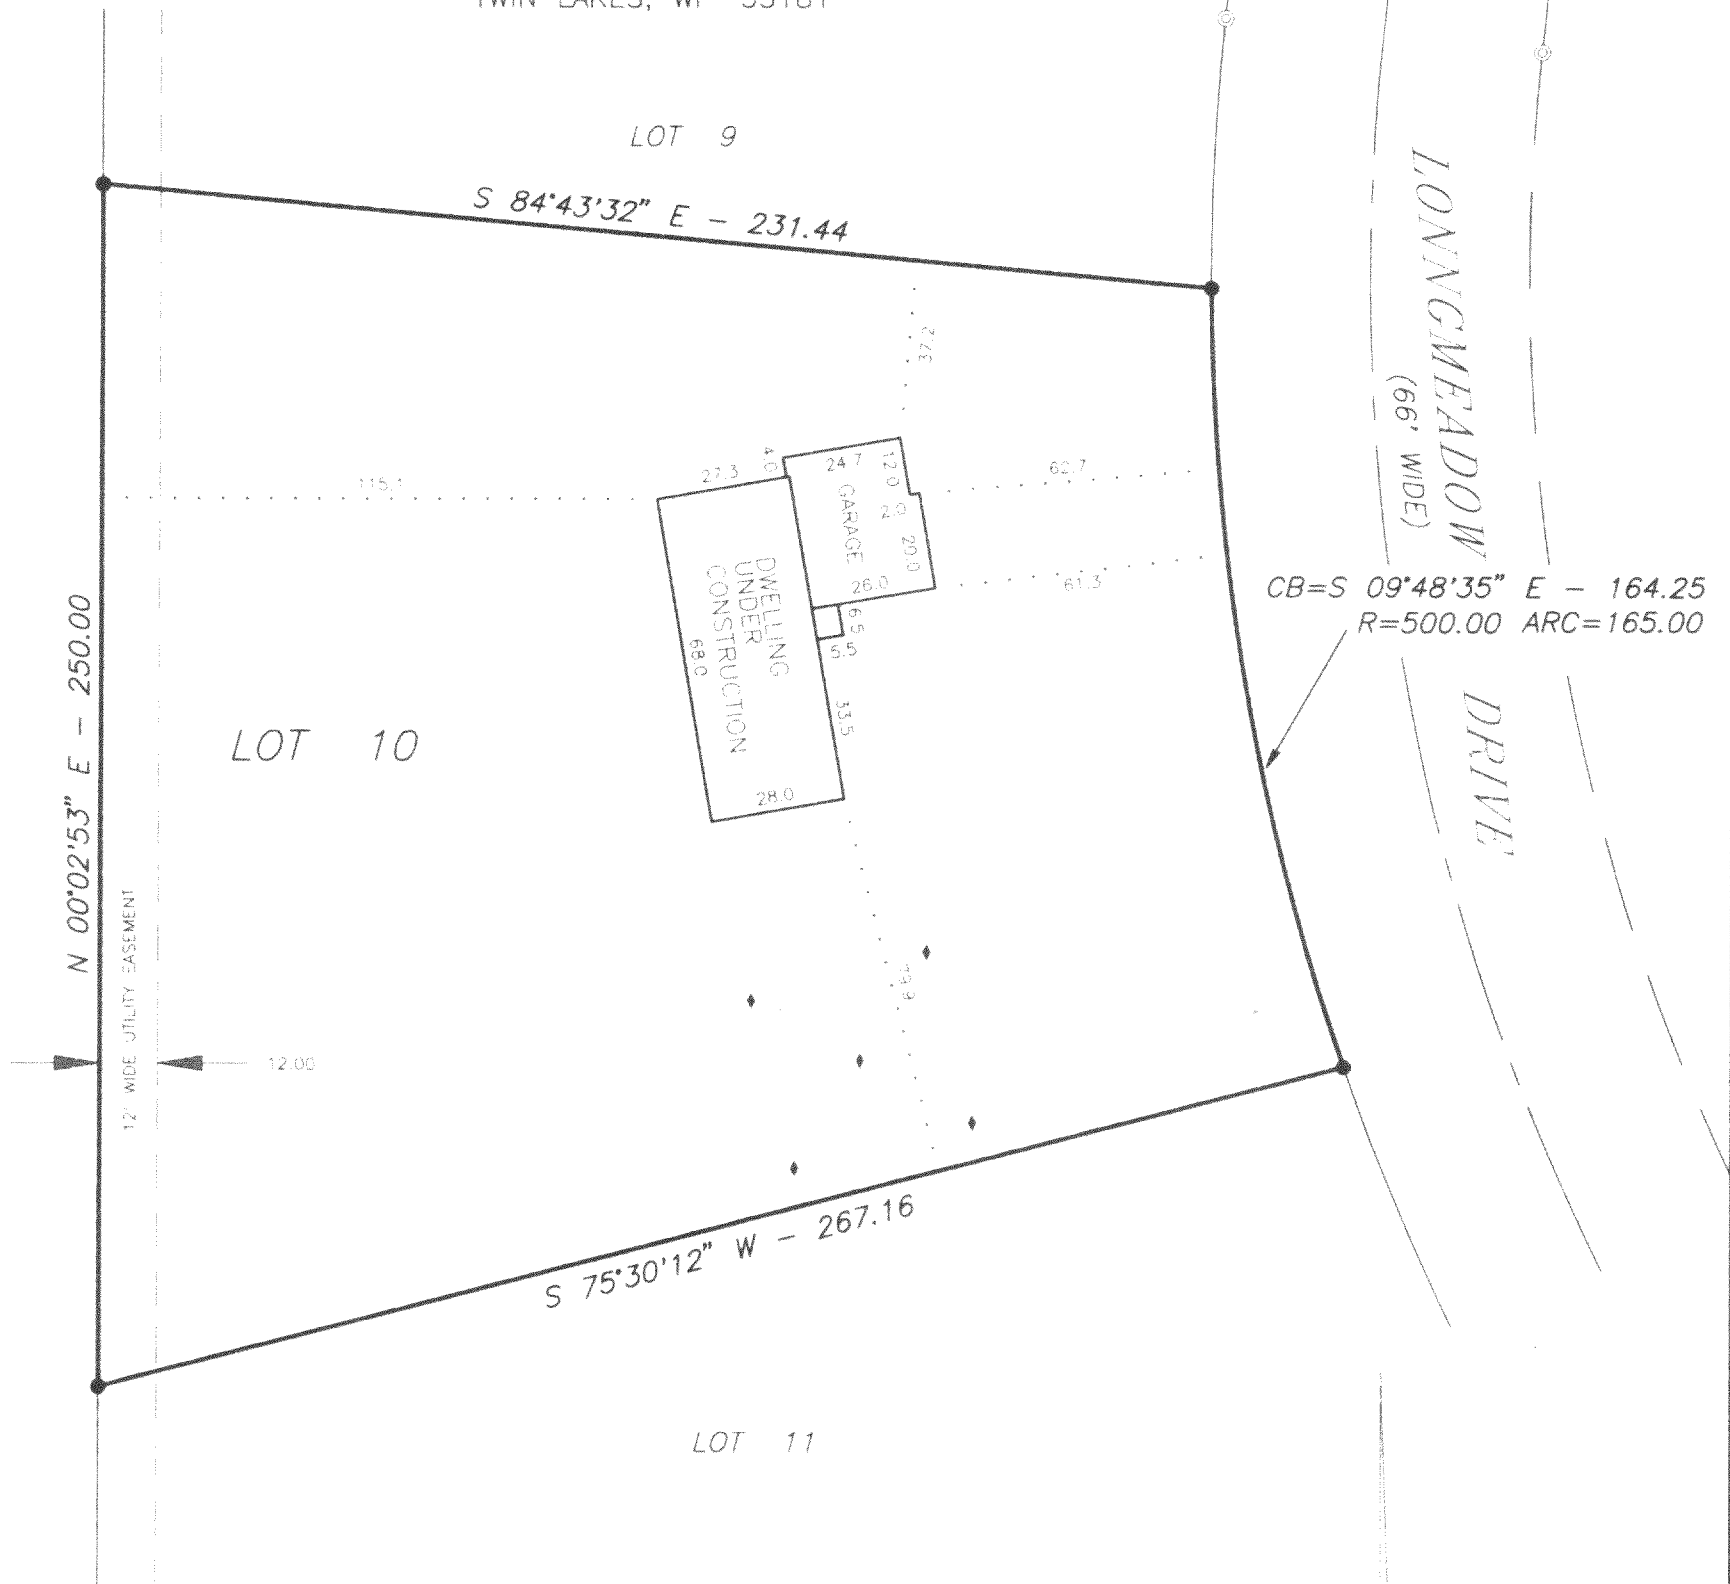 LOT 9
S 84°43'32" E - 231.44
LONNGMEADOW DRIVE
(66' WIDE)
37.2
115.1
27.3
4.0
24.7
12.0
62.7
GARAGE
2.0
20.0
26.0
61.3
CB=S 09°48'35" E - 164.25
R=500.00 ARC=165.00
6.5
5.5
DWELLING
UNDER
CONSTRUCTION
68.0
33.5
28.0
N 00°02'53" E - 250.00
LOT 10
79.9
12' WIDE UTILITY EASEMENT
12.00
S 75°30'12" W - 267.16
LOT 11